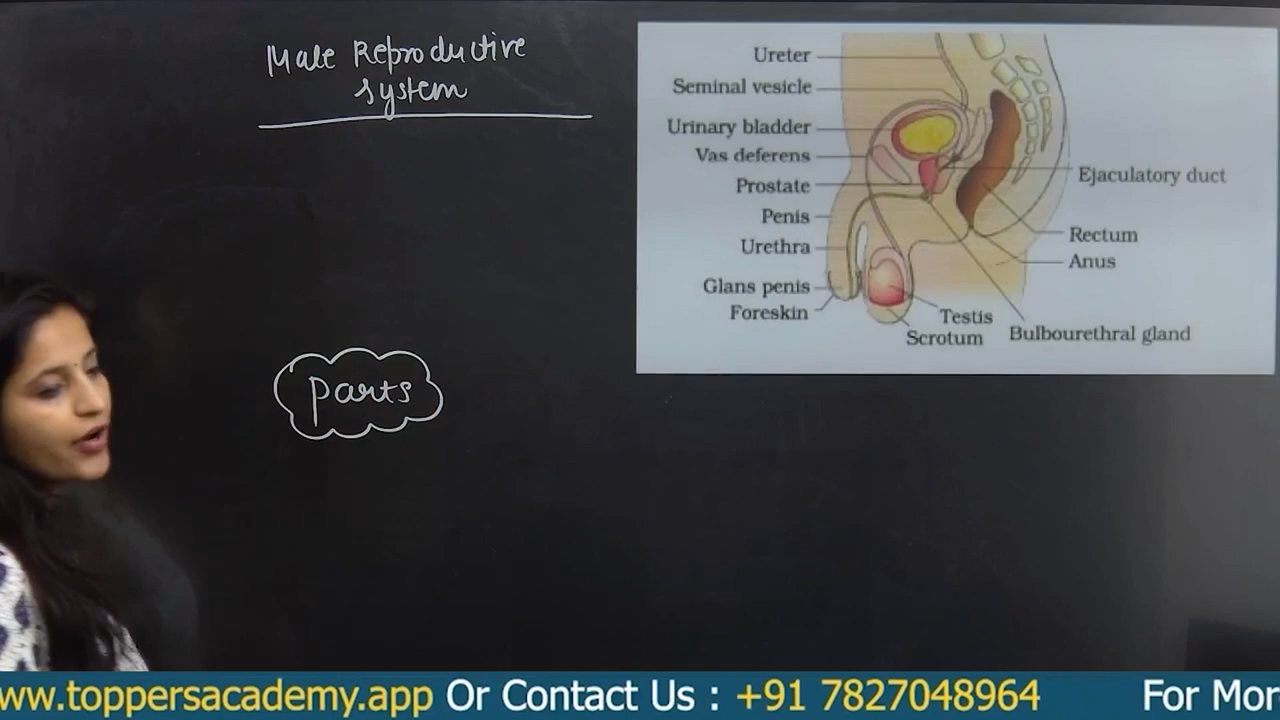 Male Reproductive
system
Ureter
Seminal vesicle
Urinary bladder
Vas deferens
Prostate
Penis
Urethra
Glans penis
Foreskin
Ejaculatory duct
Rectum
Anus
Testis
Scrotum
Bulbourethral gland
parts
www.toppersacademy.app Or Contact Us : +91 7827048964 For Mor